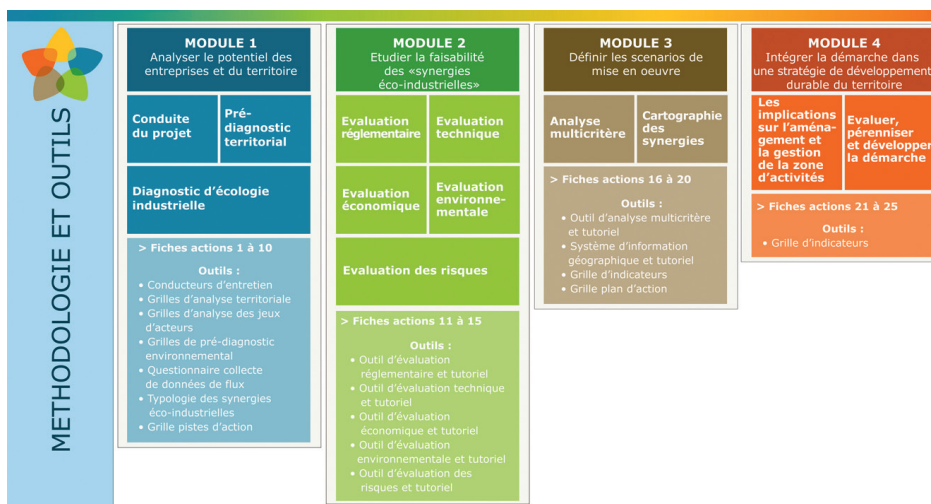 METHODOLOGIE ET OUTILS
MODULE 1
Analyser le potentiel des
entreprises et du territoire
Conduite
du projet
Pré-
diagnostic
territorial
Diagnostic d'écologie
industrielle
> Fiches actions 1 à 10
Outils :
• Conducteurs d'entretien
• Grilles d'analyse territoriale
• Grilles d'analyse des jeux
d'acteurs
• Grilles de pré-diagnostic
environnemental
• Questionnaire collecte
de données de flux
• Typologie des synergies
éco-industrielles
• Grille pistes d'action
MODULE 2
Etudier la faisabilité
des «synergies
éco-industrielles»
Evaluation
réglementaire
Evaluation
technique
Evaluation
économique
Evaluation
environne-
mentale
Evaluation des risques
> Fiches actions 11 à 15
Outils :
• Outil d'évaluation
réglementaire et tutoriel
• Outil d'évaluation technique
et tutoriel
• Outil d'évaluation
économique et tutoriel
• Outil d'évaluation
environnementale et tutoriel
• Outil d'évaluation des
risques et tutoriel
MODULE 3
Définir les scenarios de
mise en oeuvre
Analyse
multicritère
Cartographie
des
synergies
> Fiches actions 16 à 20
Outils :
• Outil d'analyse multicritère
et tutoriel
• Système d'information
géographique et tutoriel
• Grille d'indicateurs
• Grille plan d'action
MODULE 4
Intégrer la démarche dans
une stratégie de développement
durable du territoire
Les
implications
sur l'aména-
gement et
la gestion
de la zone
d'activités
Evaluer,
pérenniser
et développer
la démarche
> Fiches actions 21 à 25
Outils :
• Grille d'indicateurs